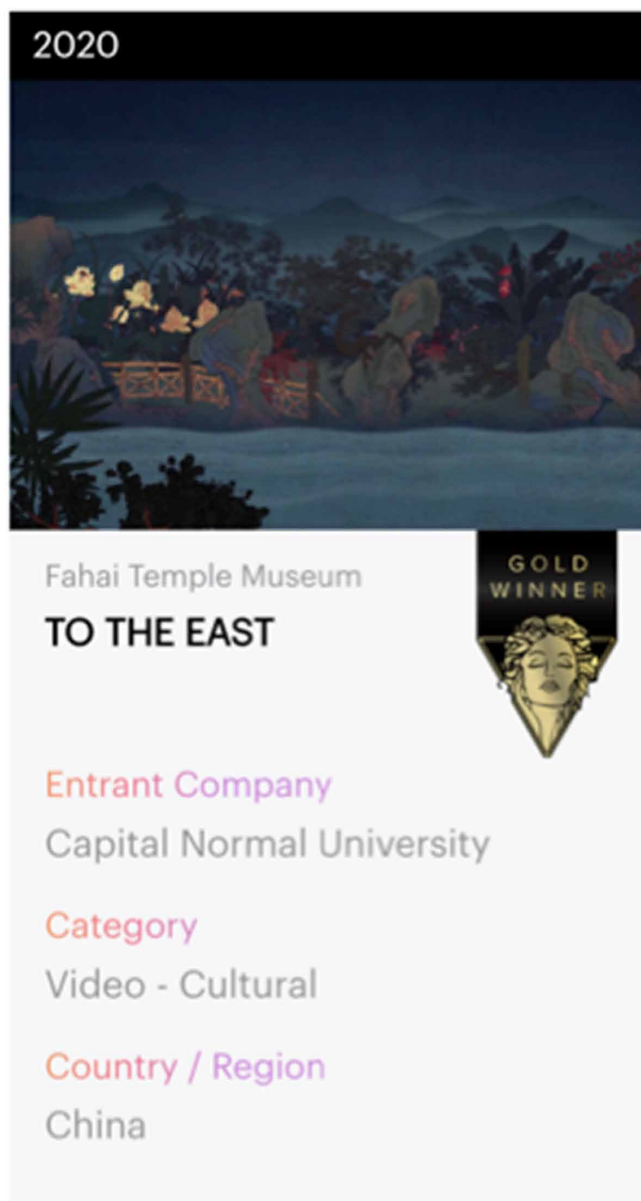 2020
Fahai Temple Museum
TO THE EAST
GOLD
WINNER
Entrant Company
Capital Normal University
Category
Video - Cultural
Country / Region
China